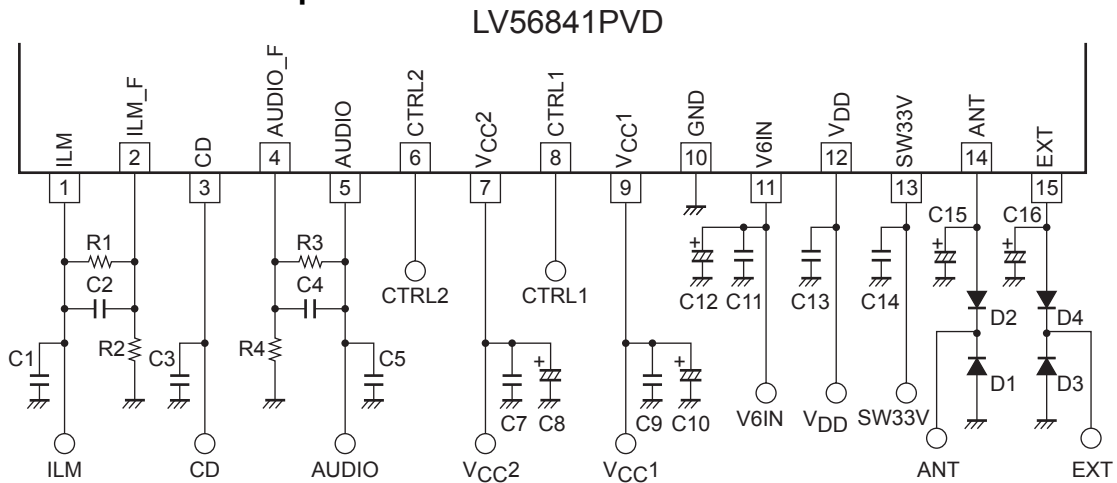 LV56841PVD
ILM
ILM_F
CD
AUDIO_F
AUDIO
CTRL2
VCC2
CTRL1
VCC1
GND
V6IN
VDD
SW33V
ANT
EXT
1
2
3
4
5
6
7
8
9
10
11
12
13
14
15
R1
C2
R2
C1
C3
R3
C4
R4
C5
CTRL2
CTRL1
C7
C8
C9
C10
+
+
+
C12
C11
C13
C14
C15
+
C16
+
D2
D1
D4
D3
ILM
CD
AUDIO
VCC2
VCC1
V6IN
VDD
SW33V
ANT
EXT